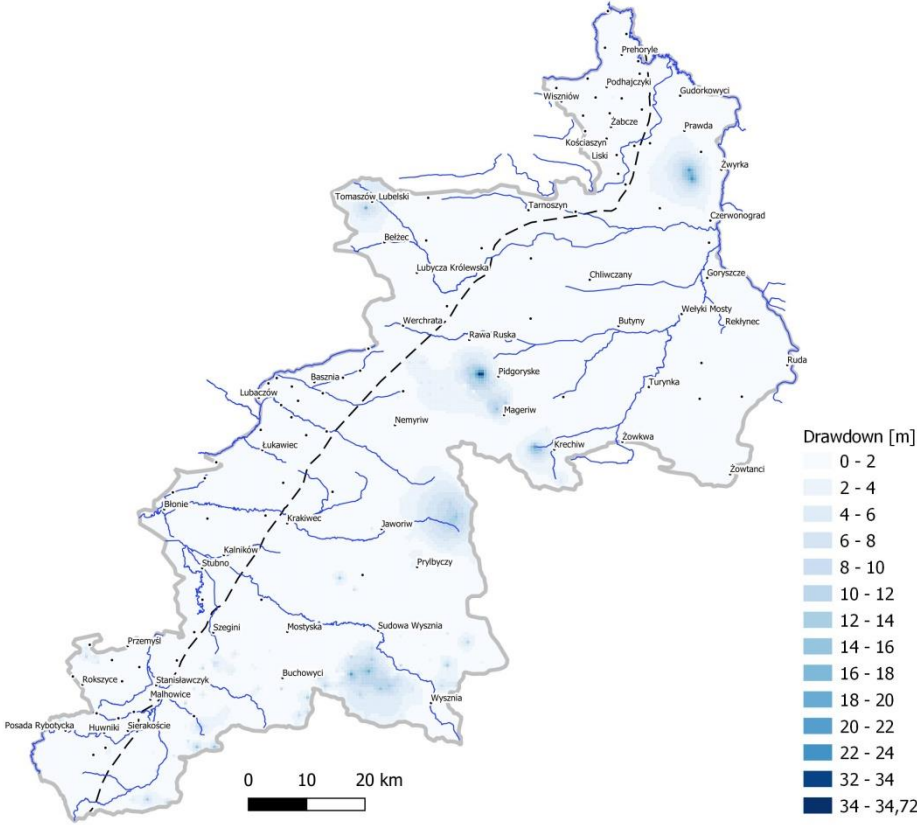 Prehoryle
Podhajczyki
Gudorkowyci
Wiszniów
Żabcze
Prawda
Kościaszyn
Liski
Żwyrka
Tomaszów Lubelski
Tarnoszyn
Czerwonograd
Bełżec
Lubycza Królewska
Chliwczany
Goryszcze
Werchrata
Wełyki Mosty
Butyny
Rekłynec
Rawa Ruska
Ruda
Basznia
Pidgoryske
Turynka
Lubaczów
Mageriw
Nemyriw
Łukawiec
Krechiw
Żowkwa
Żowtanci
Błonie
Krakiwec
Jaworiw
Kalników
Stubno
Prylbyczy
Szegini
Mostyska
Sudowa Wysznia
Przemyśl
Rokszyce
Stanisławczyk
Buchowyci
Malhowice
Wysznia
Posada Rybotycka
Huwniki
Sierakoście
0 10 20 km
Drawdown [m]
0 - 2
2 - 4
4 - 6
6 - 8
8 - 10
10 - 12
12 - 14
14 - 16
16 - 18
18 - 20
20 - 22
22 - 24
32 - 34
34 - 34,72